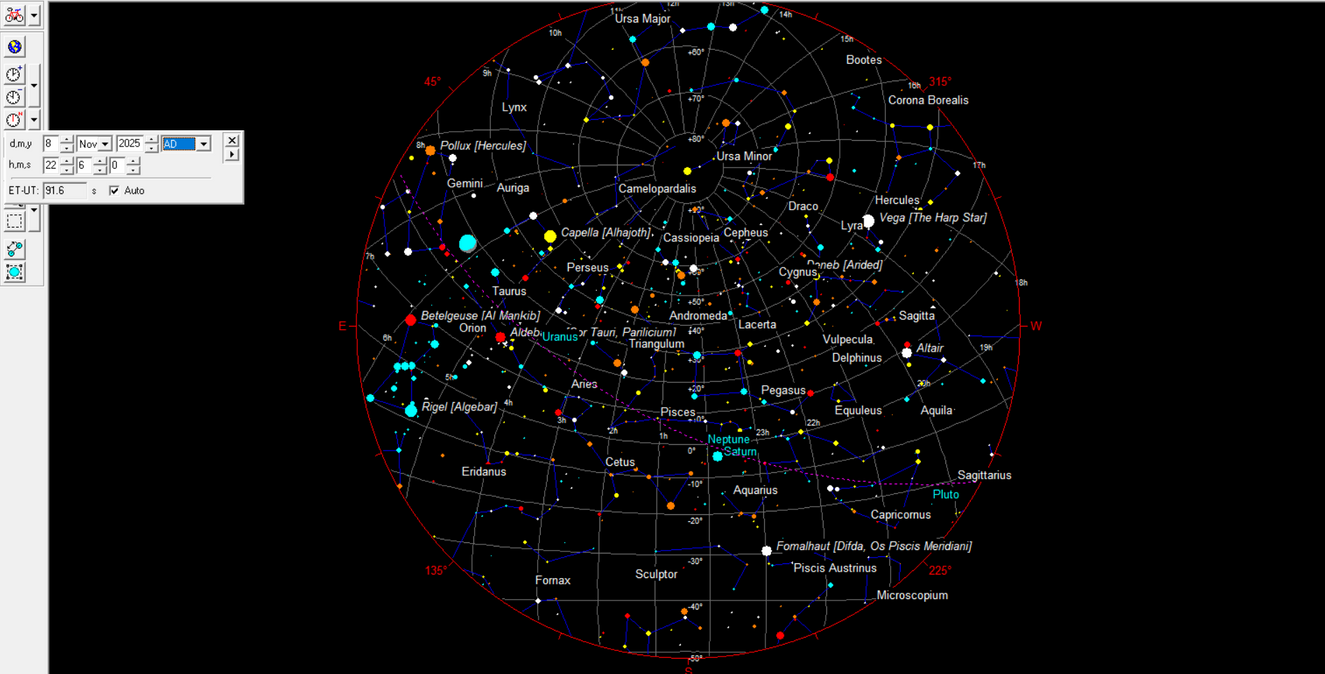 11h
12h
13h
14h
Ursa Major
10h
15h
+60°
Bootes
9h
45°
315°
16h
+70°
Corona Borealis
Lynx
d,m,y 8 Nov 2025 AD
+80°
8h
Pollux [Hercules]
h,m,s 22 6 0
Ursa Minor
17h
Gemini
Auriga
Camelopardalis
ET-UT: 91.6 s Auto
Hercules
Draco
Vega [The Harp Star]
Lyra
Capella [Alhajoth]
Cassiopeia
Cepheus
7h
Perseus
Cygnus
Deneb [Arided]
18h
Taurus
+50°
Betelgeuse [Al Mankib]
Andromeda
Sagitta
E
Orion
Lacerta
W
Aldeb
Uranus
or Tauri, Parilicium]
+40°
6h
Triangulum
Vulpecula
Altair
19h
Delphinus
+30°
5h
Aries
20h
+20°
Pegasus
4h
Rigel [Algebar]
Pisces
Equuleus
Aquila
3h
22h
2h
1h
23h
Neptune
0°
Saturn
Cetus
Eridanus
Sagittarius
-10°
Aquarius
Pluto
Capricornus
-20°
Fomalhaut [Difda, Os Piscis Meridiani]
-30°
135°
Fornax
Sculptor
Piscis Austrinus
225°
Microscopium
-40°
-50°
S